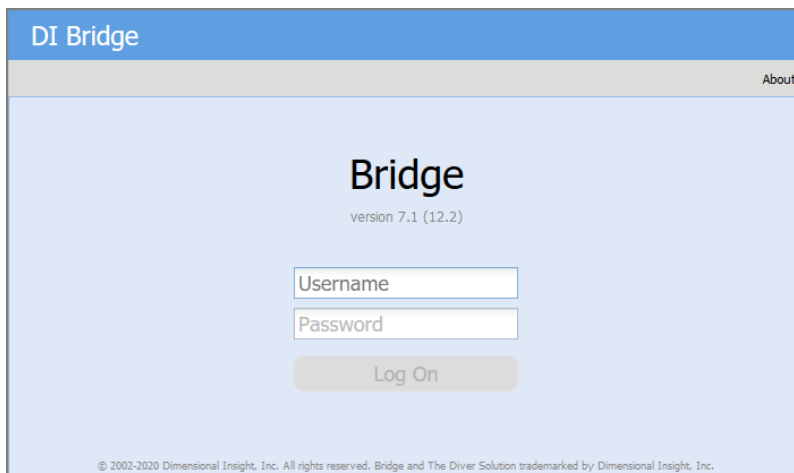 DI Bridge
About
Bridge
version 7.1 (12.2)
Username
Password
Log On
© 2002-2020 Dimensional Insight, Inc. All rights reserved. Bridge and The Diver Solution trademarked by Dimensional Insight, Inc.